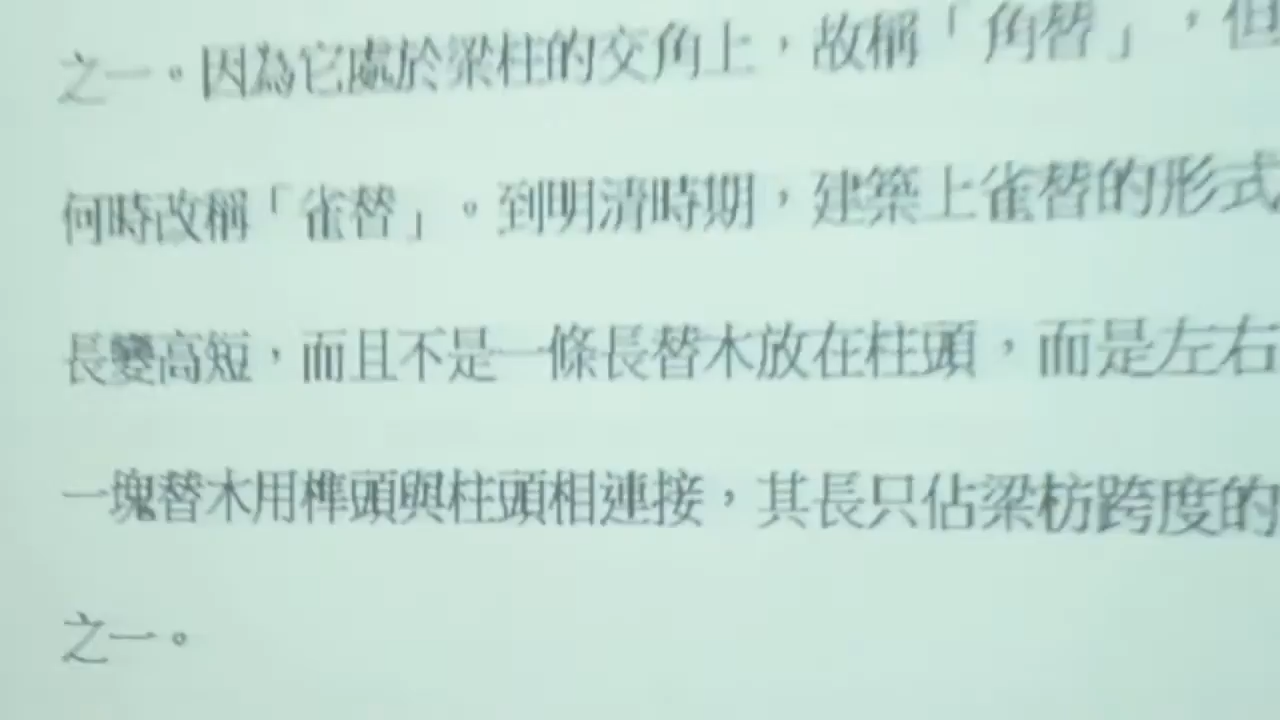 之一。因為它處於梁柱的交角上，故稱「角替」，但
何時改稱「雀替」。到明清時期，建築上雀替的形式
長變高短，而且不是一條長替木放在柱頭，而是左右
一塊替木用榫頭與柱頭相連接，其長只佔梁枋跨度的
之一。